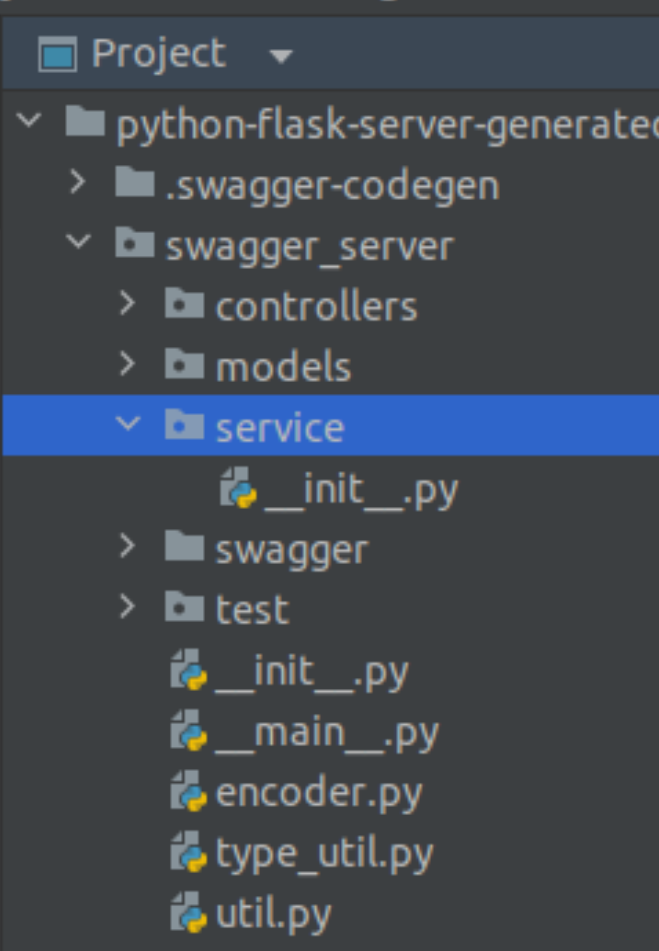 Project
python-flask-server-generated
.swagger-codegen
swagger_server
controllers
models
service
__init__.py
swagger
test
__init__.py
__main__.py
encoder.py
type_util.py
util.py